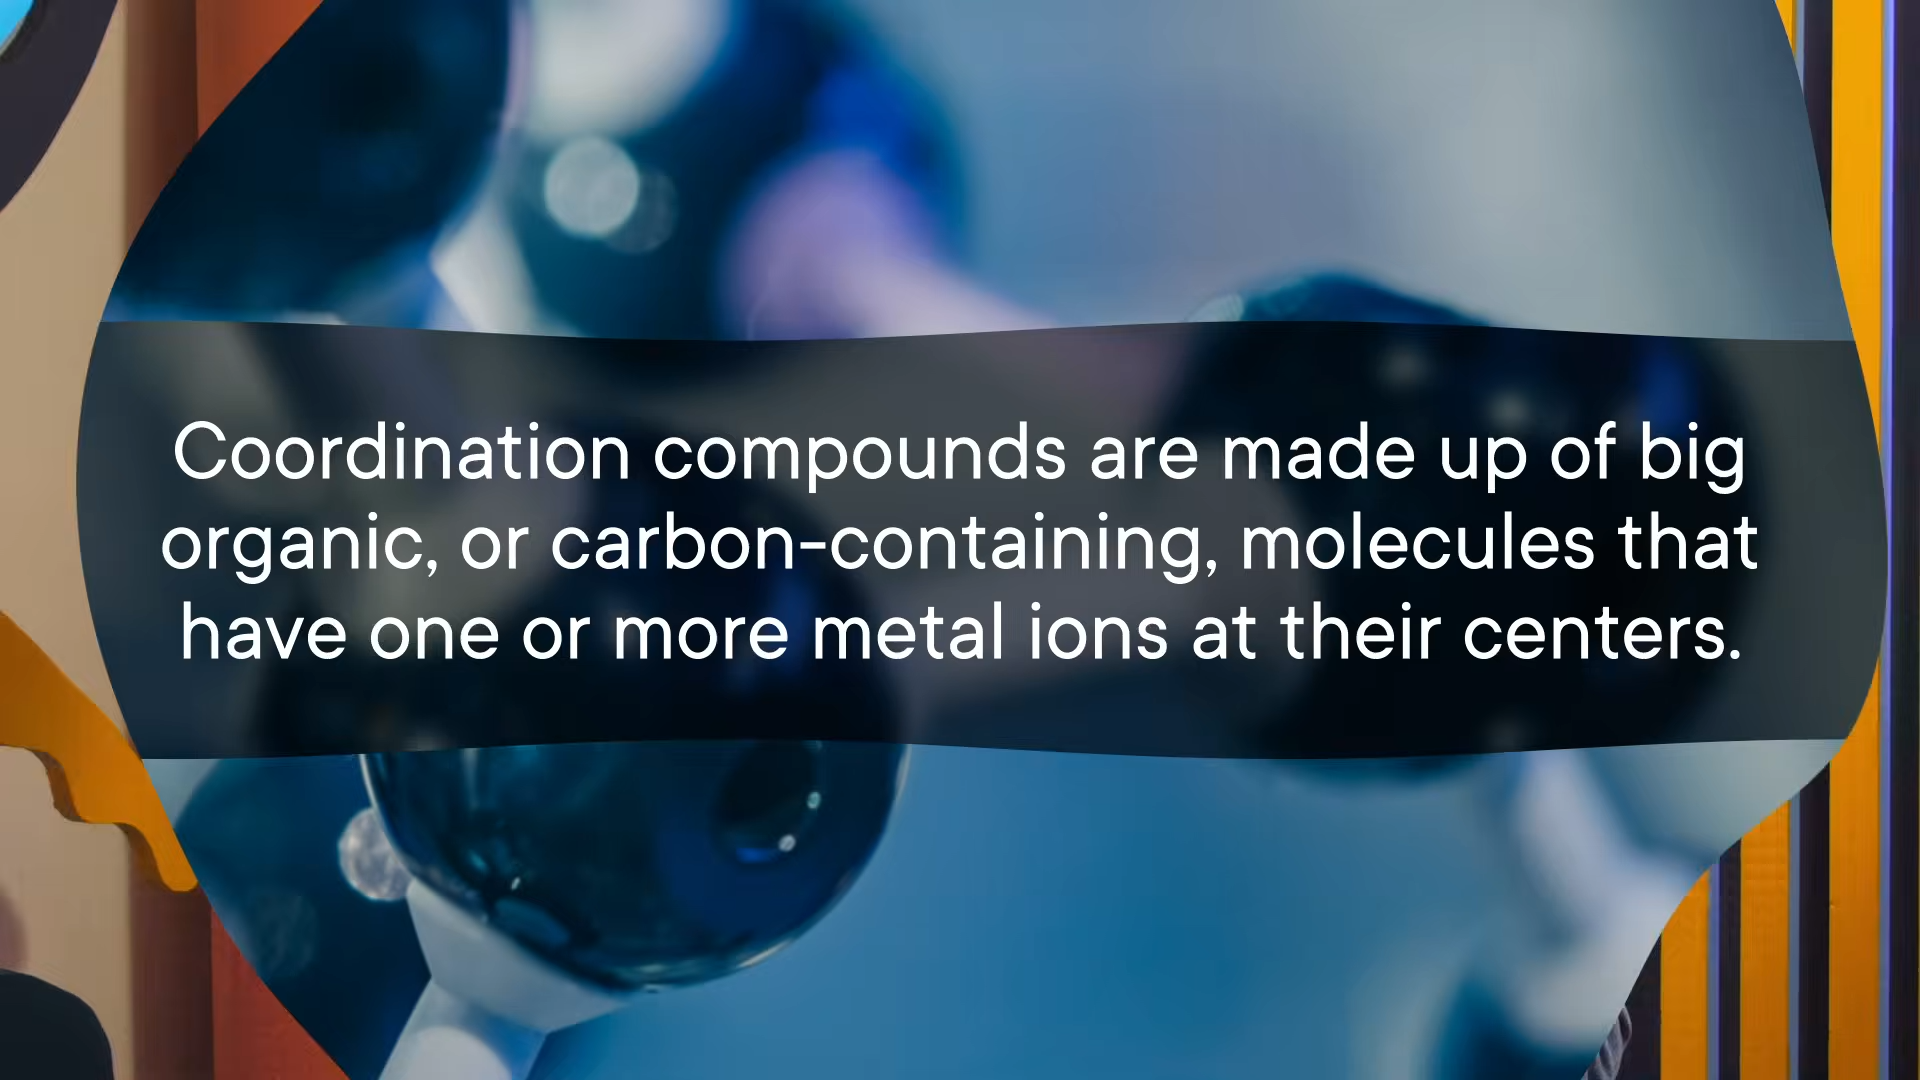 Coordination compounds are made up of big
organic, or carbon-containing, molecules that
have one or more metal ions at their centers.